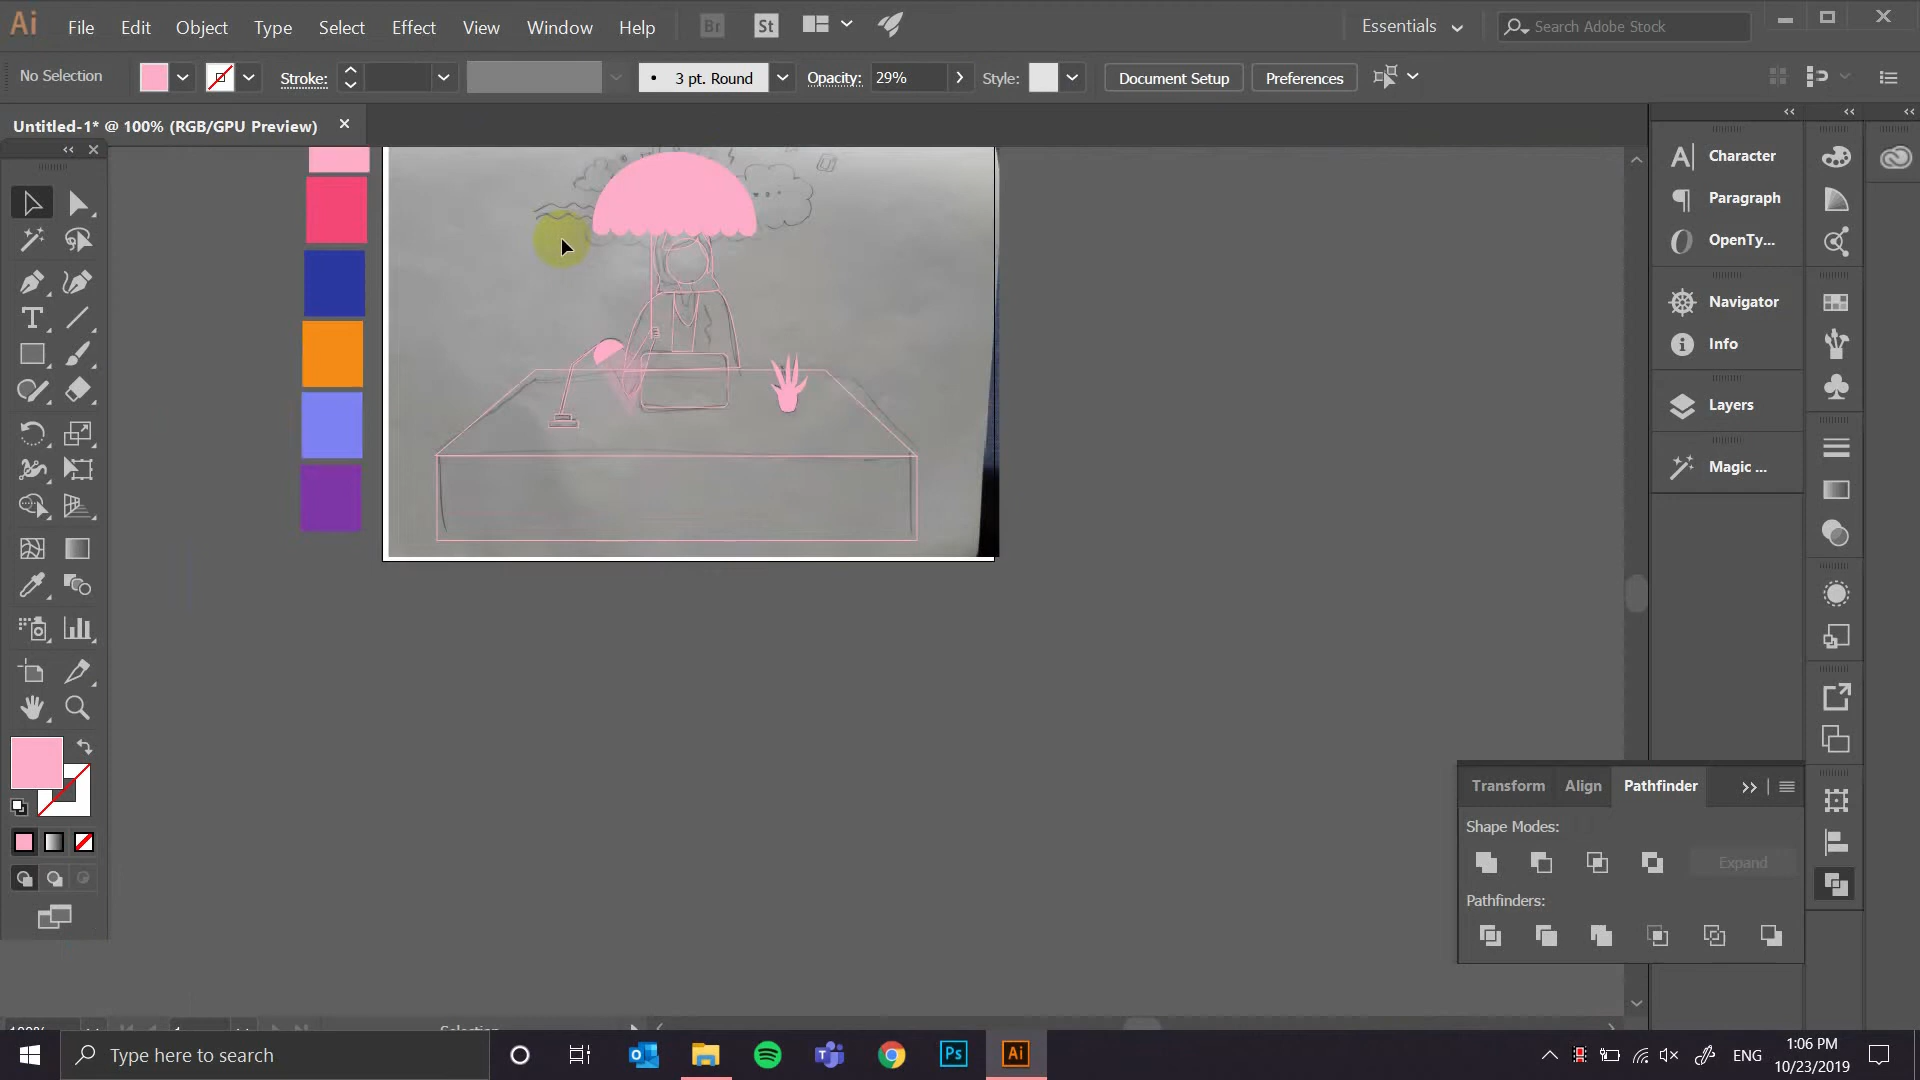 Ai File Edit Object Type Select Effect View Window Help Br St Essentials Search Adobe Stock
No Selection Stroke: 3 pt. Round Opacity: 29% Style: Document Setup Preferences
Untitled-1* @ 100% (RGB/GPU Preview)
Character
Paragraph
OpenTy...
Navigator
Info
Layers
Magic ...
Transform Align Pathfinder
Shape Modes:
Expand
Pathfinders:
Selection
Type here to search
Ps Ai
ENG
1:06 PM
10/23/2019